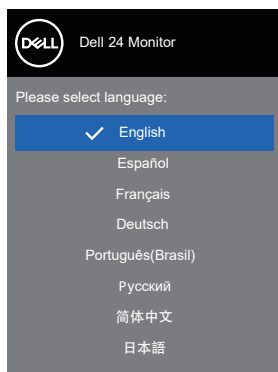 DELL
Dell 24 Monitor
Please select language:
English
Español
Français
Deutsch
Português(Brasil)
Русский
简体中文
日本語